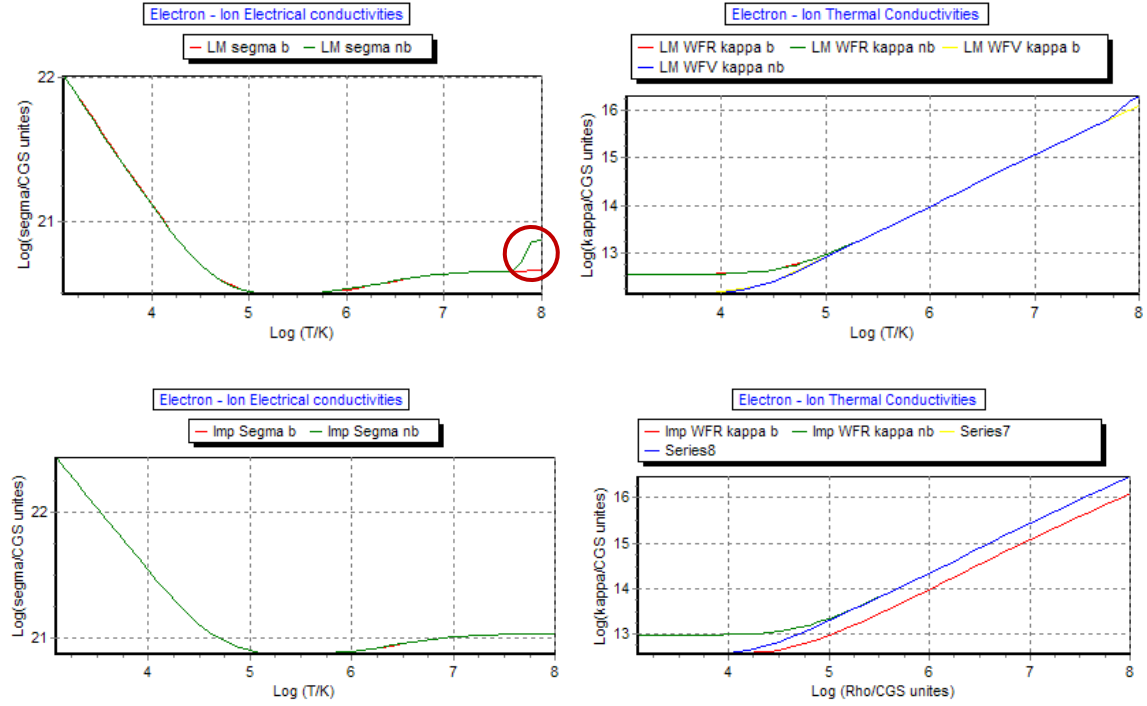 Electron - Ion Electrical conductivities
LM segma b LM segma nb
Log(segma/CGS unites)
22
21
4 5 6 7 8
Log (T/K)
Electron - Ion Thermal Conductivities
LM WFR kappa b LM WFR kappa nb LM WFV kappa b
LM WFV kappa nb
Log(kappa/CGS unites)
16
15
14
13
4 5 6 7 8
Log (T/K)
Electron - Ion Electrical conductivities
Imp Segma b Imp Segma nb
Log(segma/CGS unites)
22
21
4 5 6 7 8
Log (T/K)
Electron - Ion Thermal Conductivities
Imp WFR kappa b Imp WFR kappa nb Series7
Series8
Log(kappa/CGS unites)
16
15
14
13
4 5 6 7 8
Log (Rho/CGS unites)